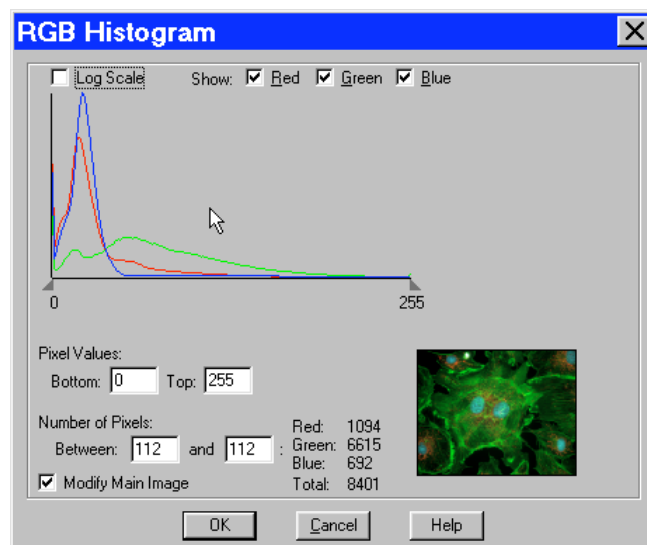 RGB Histogram
Log Scale Show: Red Green Blue
0 255
Pixel Values:
Bottom: 0 Top: 255
Number of Pixels:
Between: 112 and 112 :
Red: 1094
Green: 6615
Blue: 692
Total: 8401
Modify Main Image
OK Cancel Help